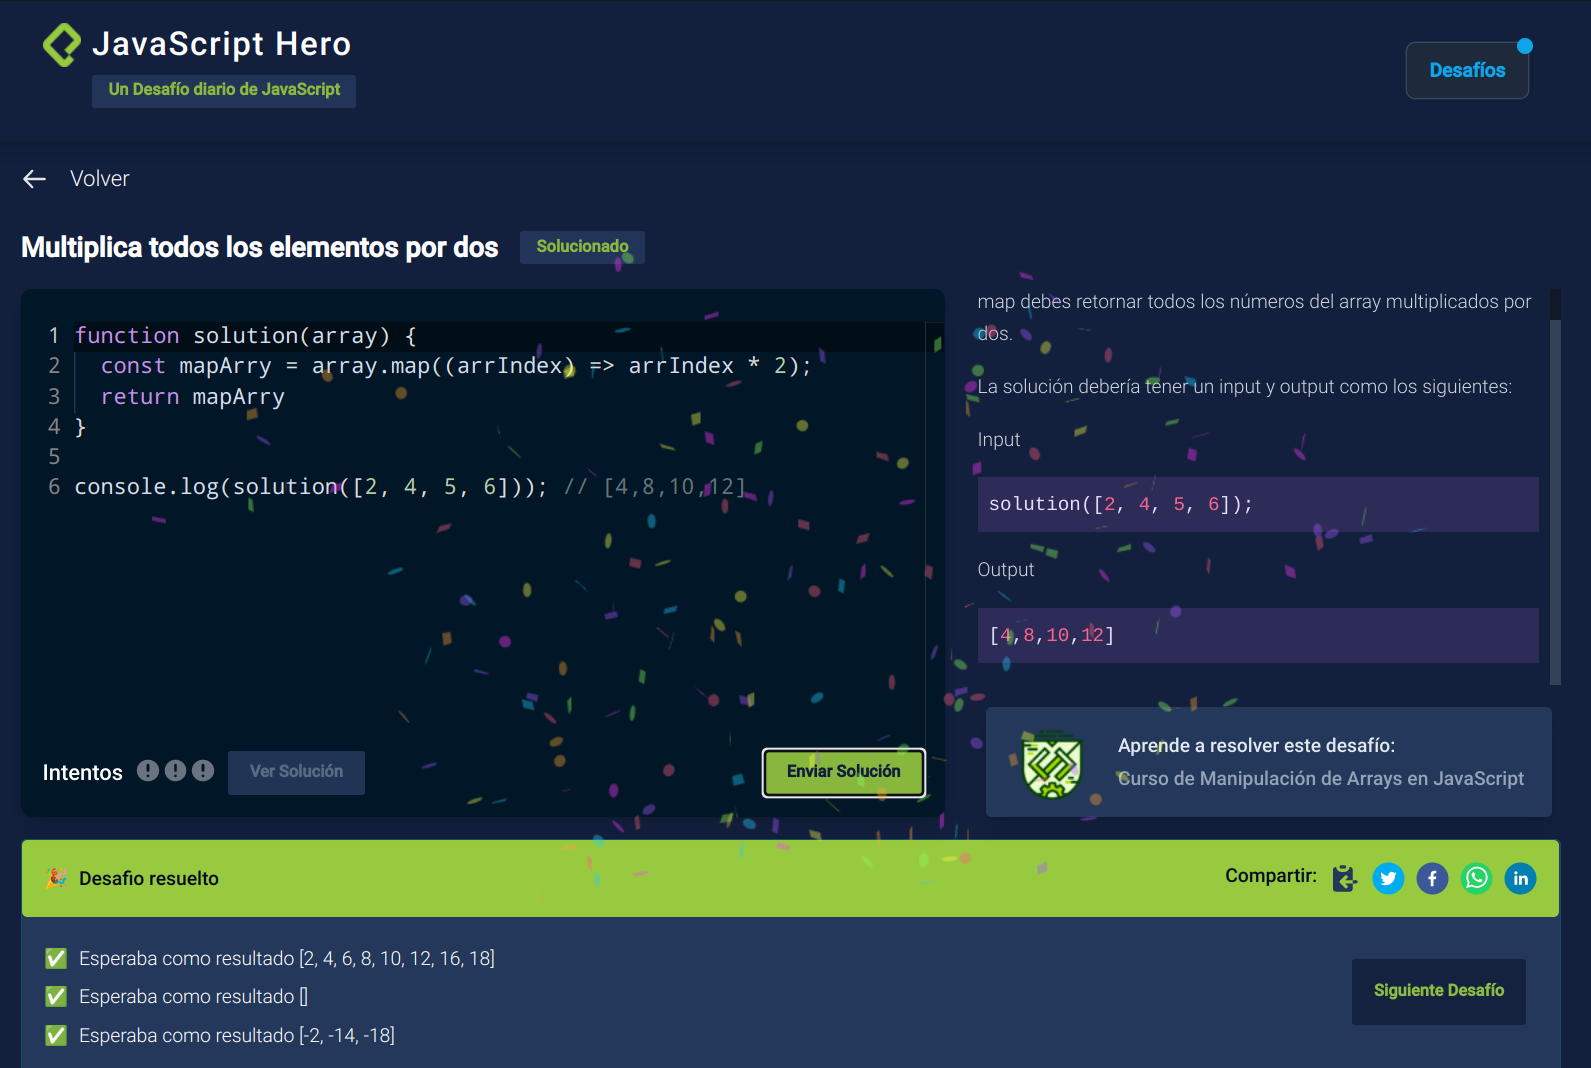 JavaScript Hero
Un Desafío diario de JavaScript
Desafíos
Volver
Multiplica todos los elementos por dos
Solucionado
1 function solution(array) {
2 const mapArry = array.map((arrIndex) => arrIndex * 2);
3 return mapArry
4 }
5
6 console.log(solution([2, 4, 5, 6])); // [4,8,10,12]
Intentos
Ver Solución
Enviar Solución
map debes retornar todos los números del array multiplicados por
dos.
La solución debería tener un input y output como los siguientes:
Input
solution([2, 4, 5, 6]);
Output
[4,8,10,12]
Aprende a resolver este desafío:
Curso de Manipulación de Arrays en JavaScript
Desafio resuelto
Compartir:
Esperaba como resultado [2, 4, 6, 8, 10, 12, 16, 18]
Esperaba como resultado []
Esperaba como resultado [-2, -14, -18]
Siguiente Desafío